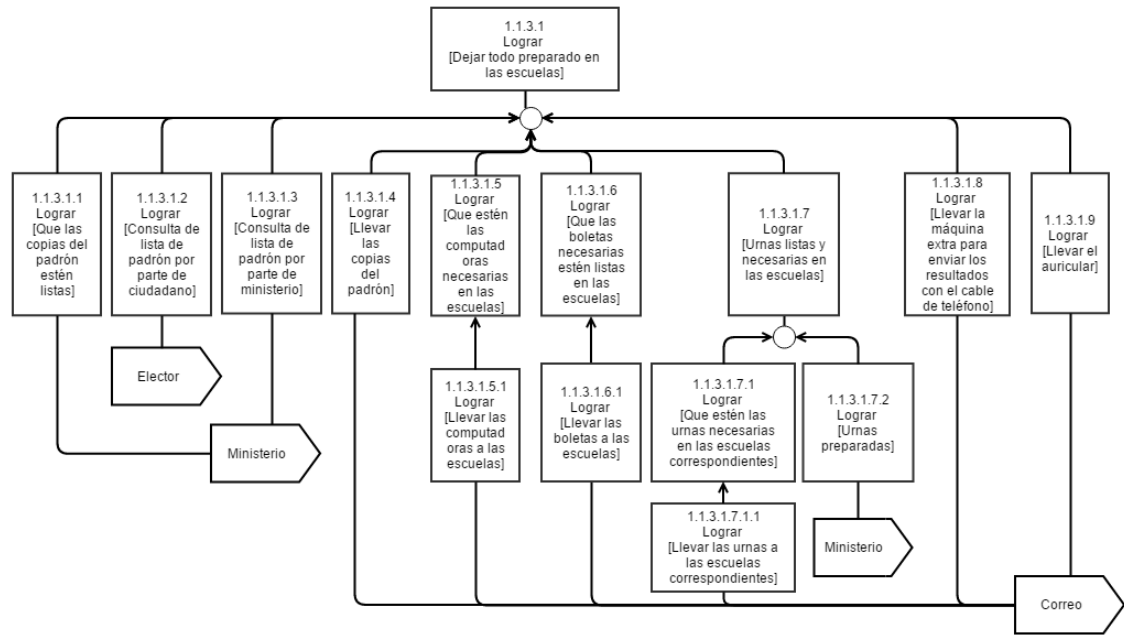 1.1.3.1
Lograr
[Dejar todo preparado en
las escuelas]
1.1.3.1.1
Lograr
[Que las
copias del
padrón
estén
listas]
1.1.3.1.2
Lograr
[Consulta de
lista de
padrón por
parte de
ciudadano]
1.1.3.1.3
Lograr
[Consulta de
lista de
padrón por
parte de
ministerio]
1.1.3.1.4
Lograr
[Llevar
las
copias
del
padrón]
1.1.3.1.5
Lograr
[Que estén
las
computad
oras
necesarias
en las
escuelas]
1.1.3.1.6
Lograr
[Que las
boletas
necesarias
estén listas
en las
escuelas]
1.1.3.1.7
Lograr
[Urnas listas y
necesarias en
las escuelas]
1.1.3.1.8
Lograr
[Llevar la
máquina
extra para
enviar los
resultados
con el cable
de teléfono]
1.1.3.1.9
Lograr
[Llevar el
auricular]
Elector
Ministerio
1.1.3.1.5.1
Lograr
[Llevar las
computad
oras a las
escuelas]
1.1.3.1.6.1
Lograr
[Llevar las
boletas a las
escuelas]
1.1.3.1.7.1
Lograr
[Que estén las
urnas necesarias
en las escuelas
correspondientes]
1.1.3.1.7.2
Lograr
[Urnas
preparadas]
1.1.3.1.7.1.1
Lograr
[Llevar las urnas a
las escuelas
correspondientes]
Ministerio
Correo